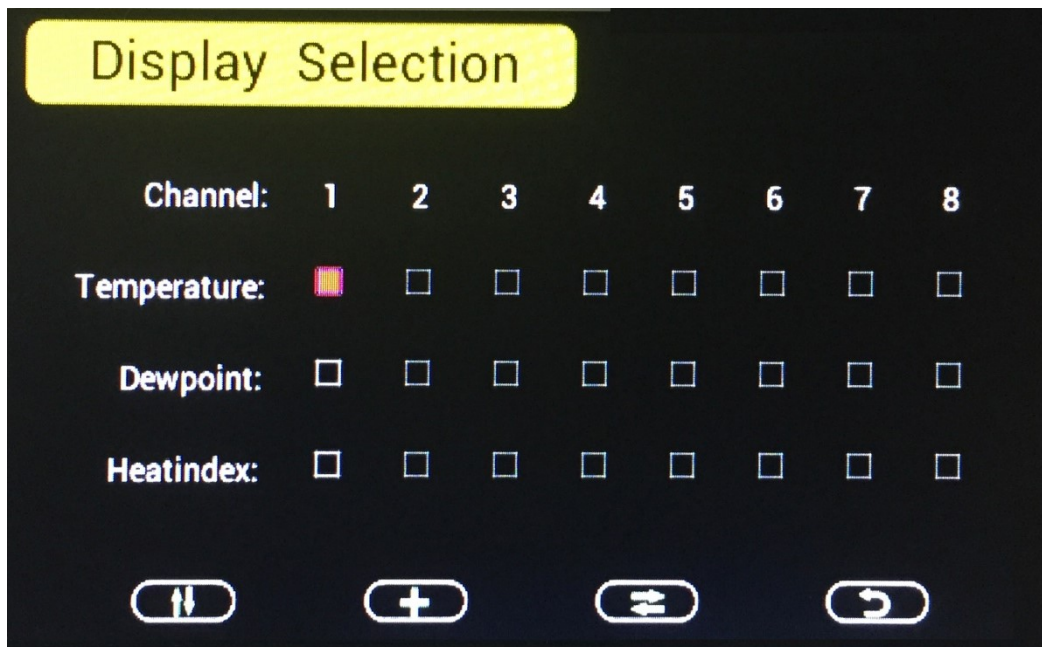 Display Selection
Channel: 1 2 3 4 5 6 7 8
Temperature:
Dewpoint:
Heatindex: